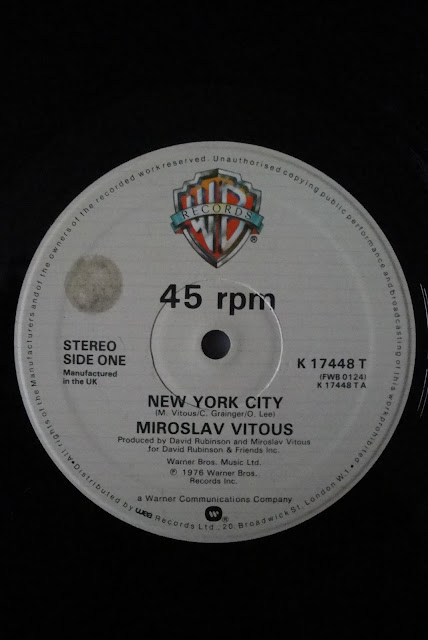 All rights of the Manufacturers and of the owners of the recorded work reserved. Unauthorised copying public performance and broadcasting of this work prohibited.
WB
RECORDS
®
45 rpm
STEREO
SIDE ONE
Manufactured
in the UK
K 17448 T
(FWB 0124)
K 17448 T A
NEW YORK CITY
(M. Vitous/C. Grainger/O. Lee)
MIROSLAV VITOUS
Produced by David Rubinson and Miroslav Vitous
for David Rubinson & Friends Inc.
Warner Bros. Music Ltd.
℗ 1976 Warner Bros.
Records Inc.
a Warner Communications Company
®
•Distributed by wea Records Ltd., 20, Broadwick St., London W.1.•